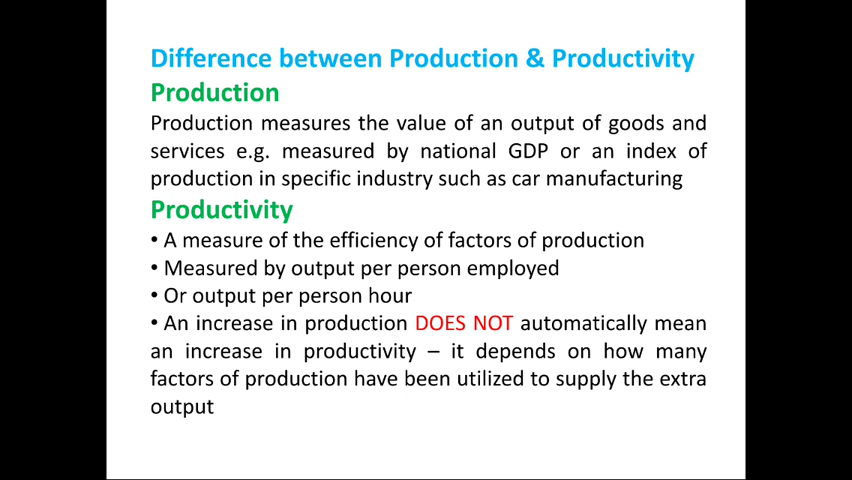 Difference between Production & Productivity
Production
Production measures the value of an output of goods and
services e.g. measured by national GDP or an index of
production in specific industry such as car manufacturing
Productivity
• A measure of the efficiency of factors of production
• Measured by output per person employed
• Or output per person hour
• An increase in production DOES NOT automatically mean
an increase in productivity – it depends on how many
factors of production have been utilized to supply the extra
output